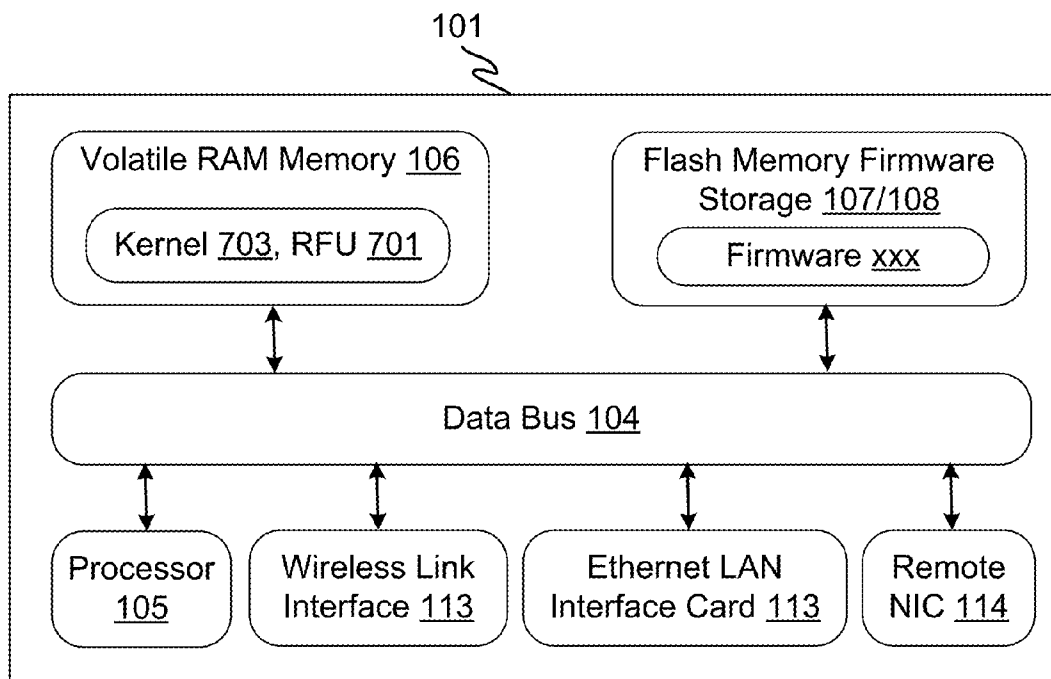 101
Volatile RAM Memory 106
Kernel 703, RFU 701
Flash Memory Firmware
Storage 107/108
Firmware xxx
Data Bus 104
Processor
105
Wireless Link
Interface 113
Ethernet LAN
Interface Card 113
Remote
NIC 114